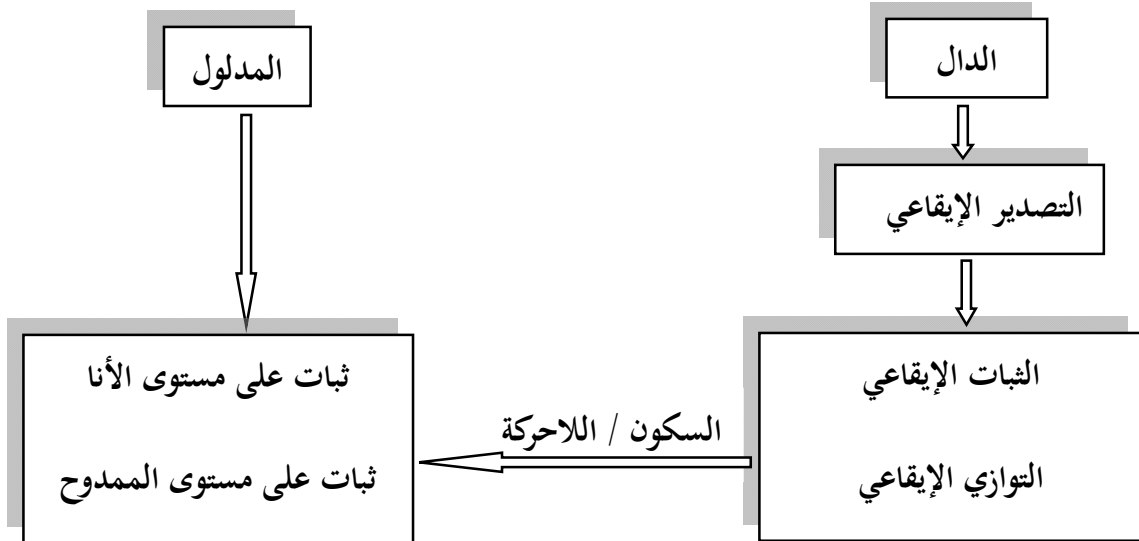 الدال
المدلول
التصدير الإيقاعي
الثبات الإيقاعي
التوازي الإيقاعي
السكون / اللاحركة
ثبات على مستوى الأنا
ثبات على مستوى الممدوح